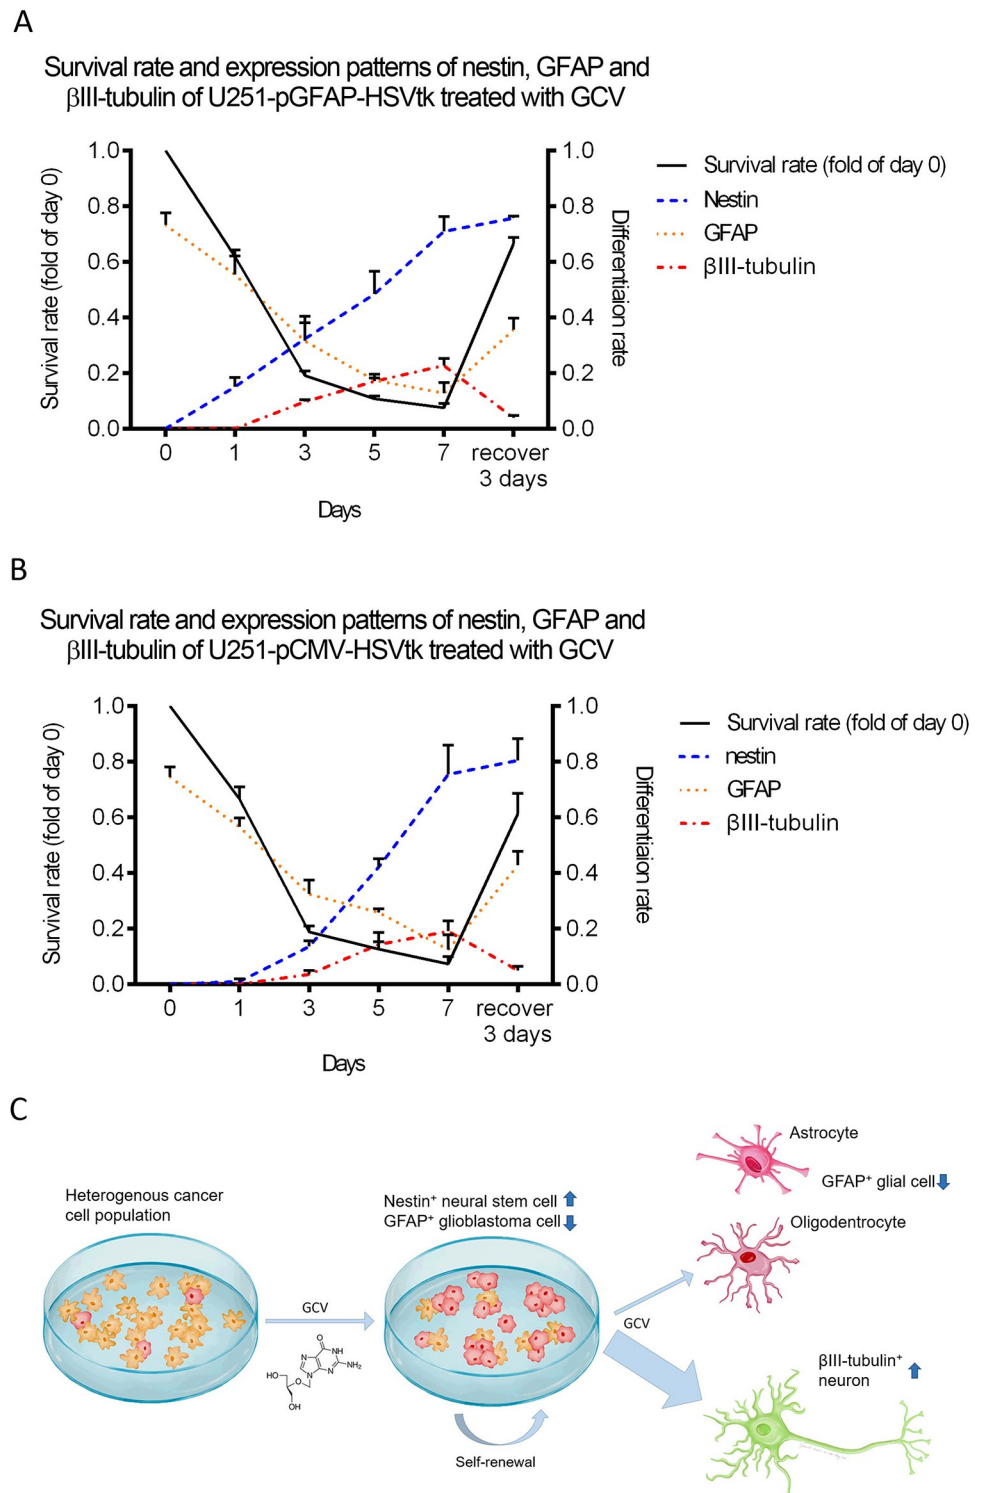 A
Survival rate and expression patterns of nestin, GFAP and
βIII-tubulin of U251-pGFAP-HSVtk treated with GCV
Survival rate (fold of day 0)
1.0
0.8
0.6
0.4
0.2
0.0
1.0
0.8
0.6
0.4
0.2
0.0
Differentiaion rate
0 1 3 5 7 recover
3 days
Days
Survival rate (fold of day 0)
Nestin
GFAP
βIII-tubulin
B
Survival rate and expression patterns of nestin, GFAP and
βIII-tubulin of U251-pCMV-HSVtk treated with GCV
Survival rate (fold of day 0)
1.0
0.8
0.6
0.4
0.2
0.0
1.0
0.8
0.6
0.4
0.2
0.0
Differentiaion rate
0 1 3 5 7 recover
3 days
Days
Survival rate (fold of day 0)
nestin
GFAP
βIII-tubulin
C
Heterogenous cancer
cell population
GCV
O
N
NH
N
N
NH₂
HO
O
OH
Nestin⁺ neural stem cell
GFAP⁺ glioblastoma cell
Self-renewal
GCV
Astrocyte
GFAP⁺ glial cell
Oligodentrocyte
βIII-tubulin⁺
neuron